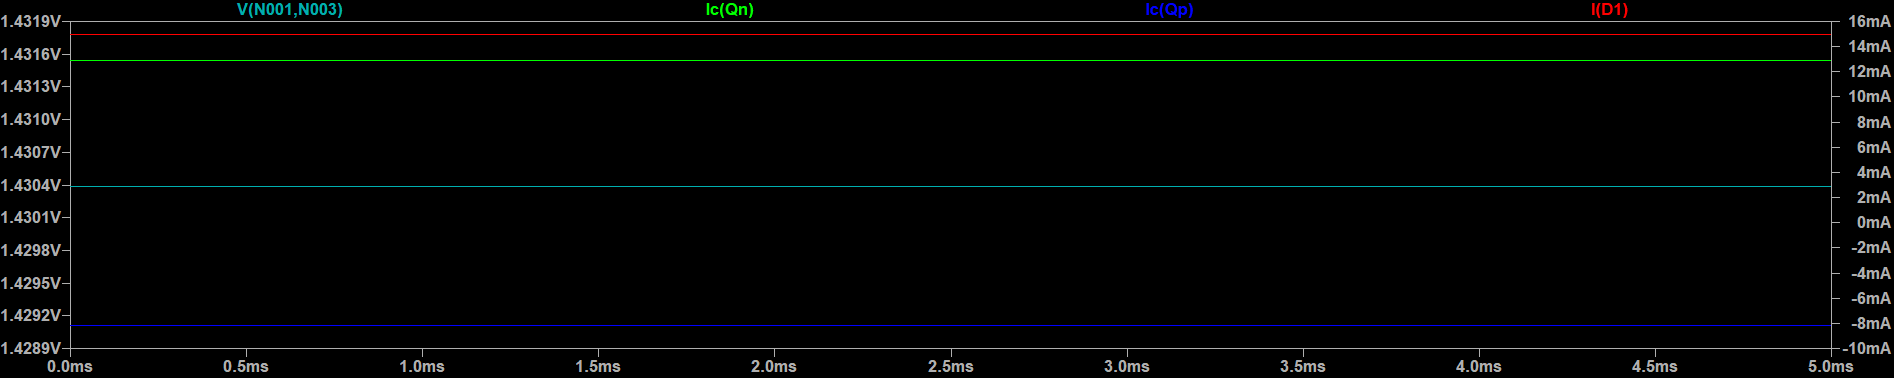 V(N001,N003) Ic(Qn) Ic(Qp) I(D1)
1.4319V 16mA
1.4316V 14mA
1.4313V 12mA
1.4310V 10mA
1.4307V 8mA
1.4304V 6mA
1.4301V 4mA
1.4298V 2mA
1.4295V 0mA
1.4292V -2mA
1.4289V -4mA
-6mA
-8mA
-10mA
0.0ms 0.5ms 1.0ms 1.5ms 2.0ms 2.5ms 3.0ms 3.5ms 4.0ms 4.5ms 5.0ms